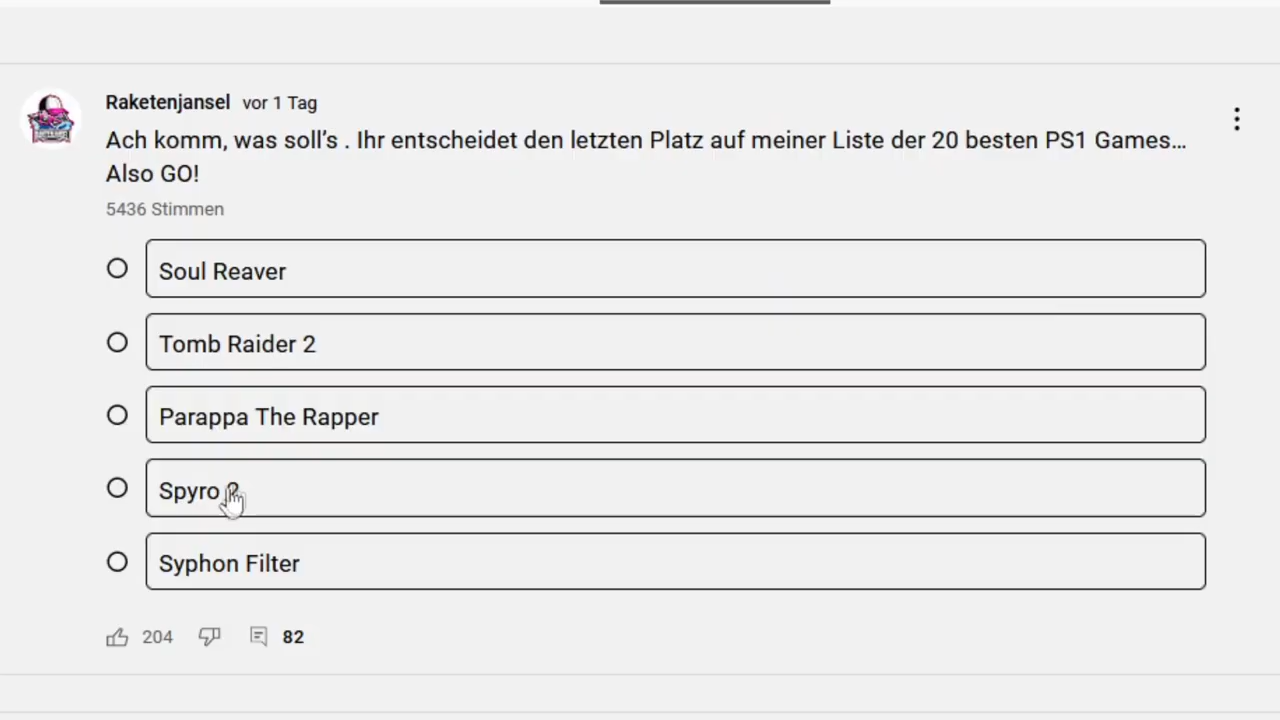 Raketenjansel vor 1 Tag
Ach komm, was soll’s . Ihr entscheidet den letzten Platz auf meiner Liste der 20 besten PS1 Games...
Also GO!
5436 Stimmen
Soul Reaver
Tomb Raider 2
Parappa The Rapper
Spyro
Syphon Filter
204 82